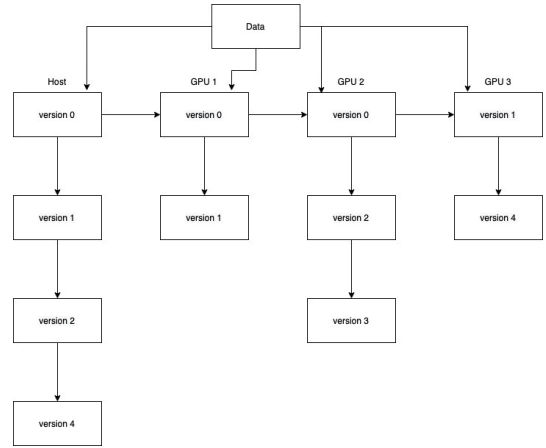 Data
Host
GPU 1
GPU 2
GPU 3
version 0
version 0
version 0
version 1
version 1
version 1
version 2
version 4
version 2
version 3
version 4